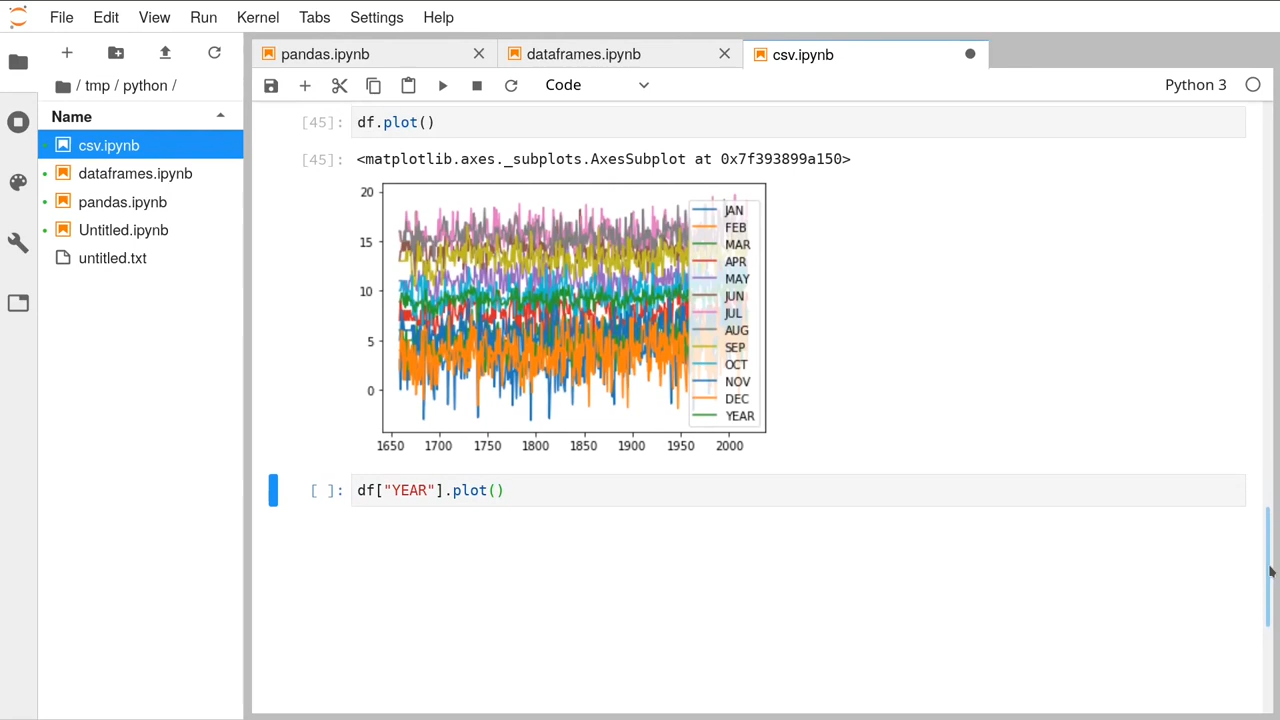 File Edit View Run Kernel Tabs Settings Help
/ tmp / python /
Name
csv.ipynb
dataframes.ipynb
pandas.ipynb
Untitled.ipynb
untitled.txt
pandas.ipynb dataframes.ipynb csv.ipynb
Code Python 3
[45]: df.plot()
[45]: <matplotlib.axes._subplots.AxesSubplot at 0x7f393899a150>
20
15
10
5
0
1650 1700 1750 1800 1850 1900 1950 2000
JAN
FEB
MAR
APR
MAY
JUN
JUL
AUG
SEP
OCT
NOV
DEC
YEAR
[ ]: df["YEAR"].plot()